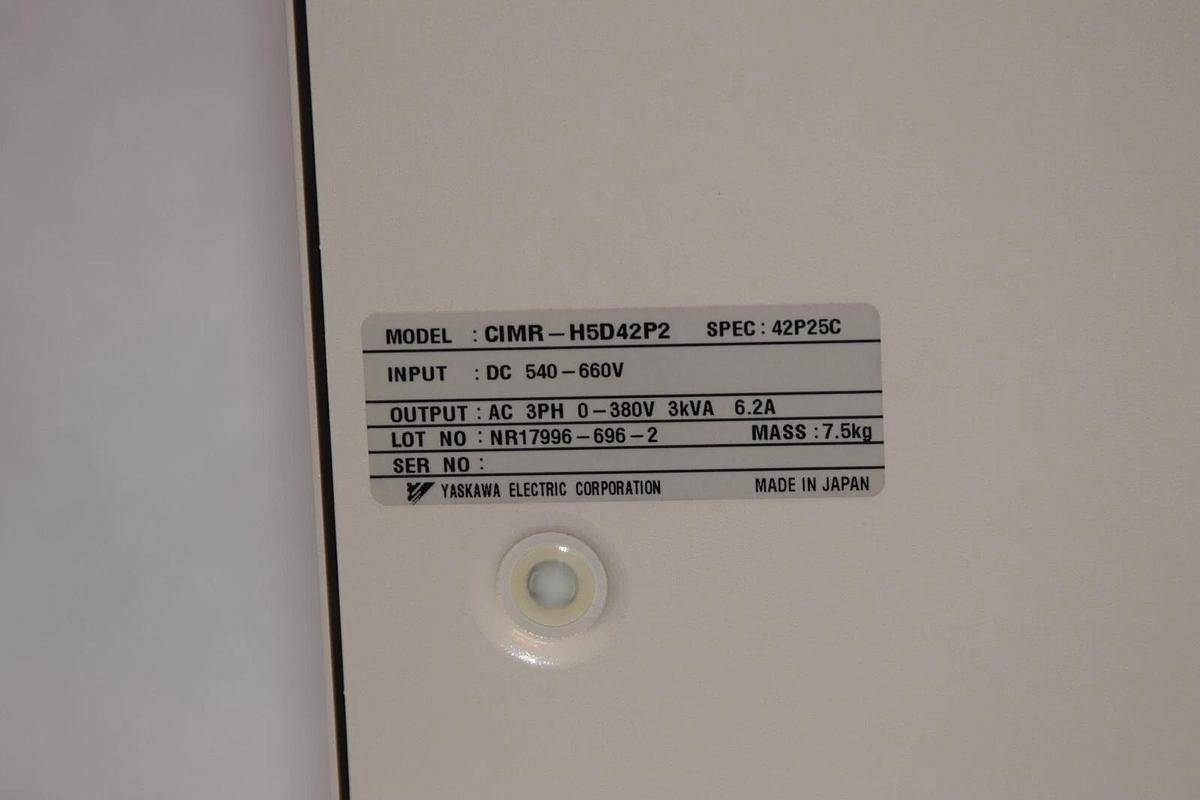 MODEL : CIMR-H5D42P2 SPEC : 42P25C
INPUT : DC 540-660V
OUTPUT : AC 3PH 0-380V 3kVA 6.2A
LOT NO : NR17996-696-2 MASS : 7.5kg
SER NO :
YASKAWA ELECTRIC CORPORATION MADE IN JAPAN